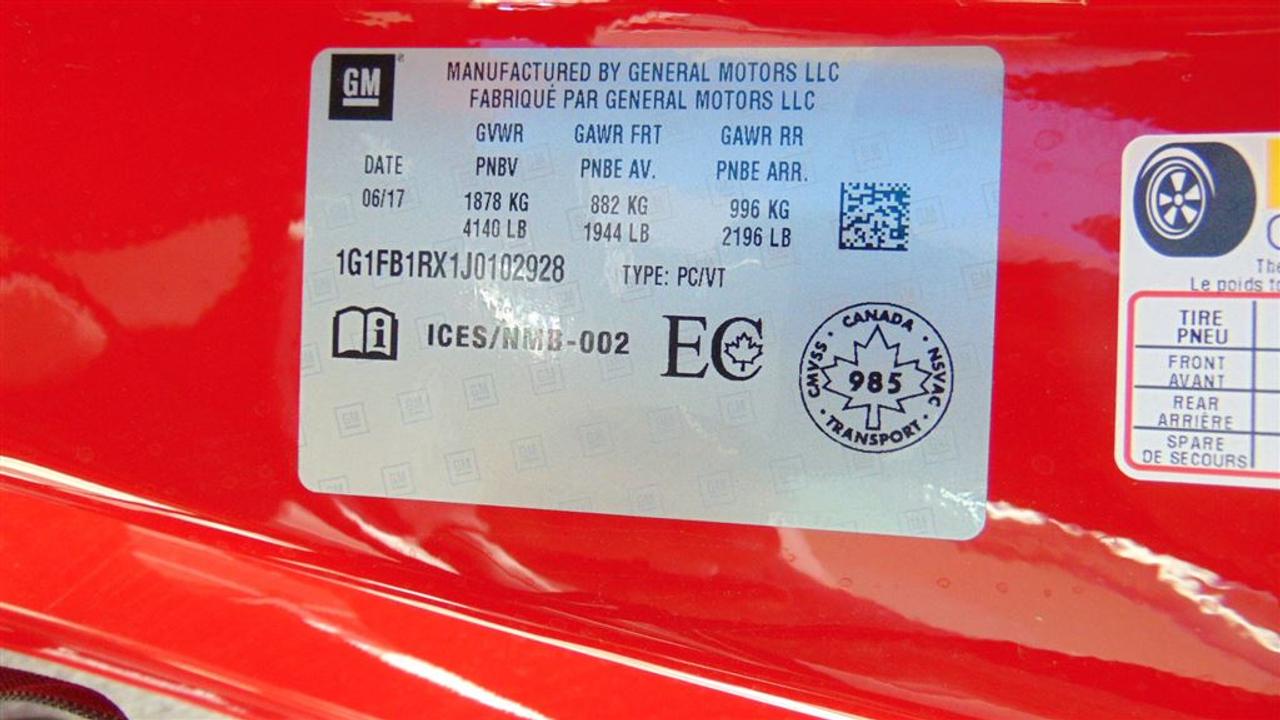 GM
MANUFACTURED BY GENERAL MOTORS LLC
FABRIQUÉ PAR GENERAL MOTORS LLC
GVWR GAWR FRT GAWR RR
DATE PNBV PNBE AV. PNBE ARR.
06/17 1878 KG 882 KG 996 KG
4140 LB 1944 LB 2196 LB
1G1FB1RX1J0102928 TYPE: PC/VT
ICES/NMB-002 EC
CANADA
CMVSS 985 NSVAC
TRANSPORT
Le poids
TIRE
PNEU
FRONT
AVANT
REAR
ARRIÈRE
SPARE
DE SECOURS